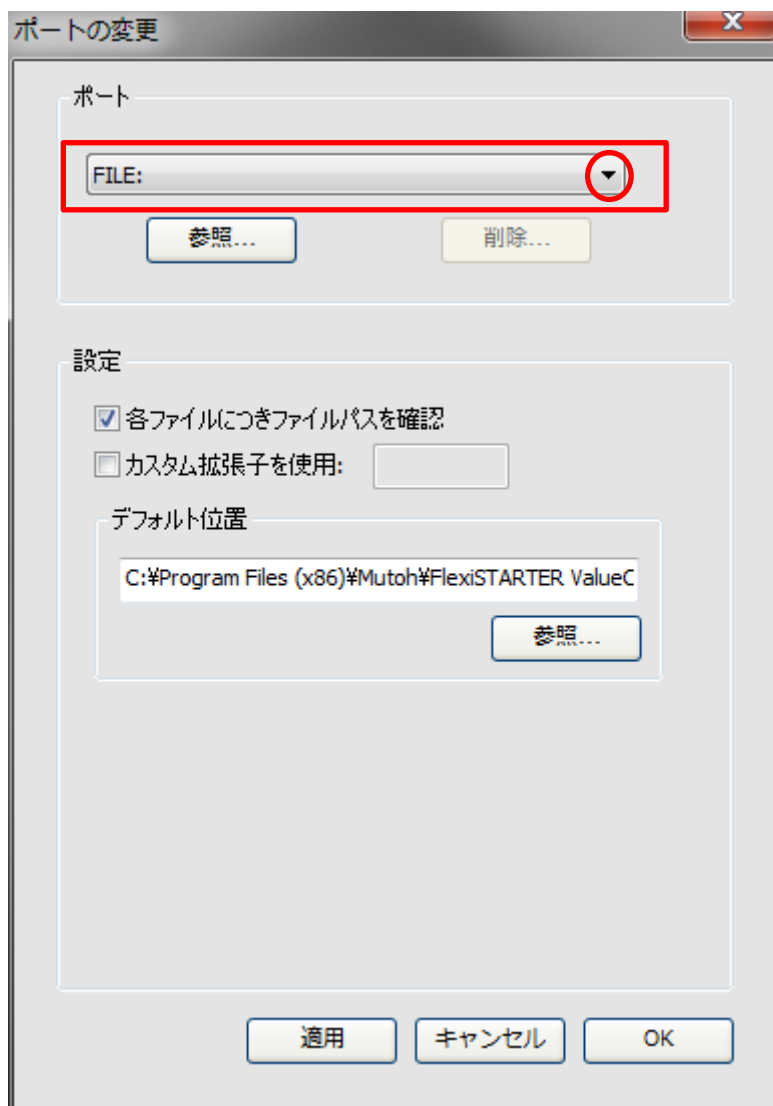 ポートの変更
ポート
FILE:
参照... 削除...
設定
各ファイルにつきファイルパスを確認
カスタム拡張子を使用:
デフォルト位置
C:¥Program Files (x86)¥Mutoh¥FlexiSTARTER ValueC
参照...
適用 キャンセル OK